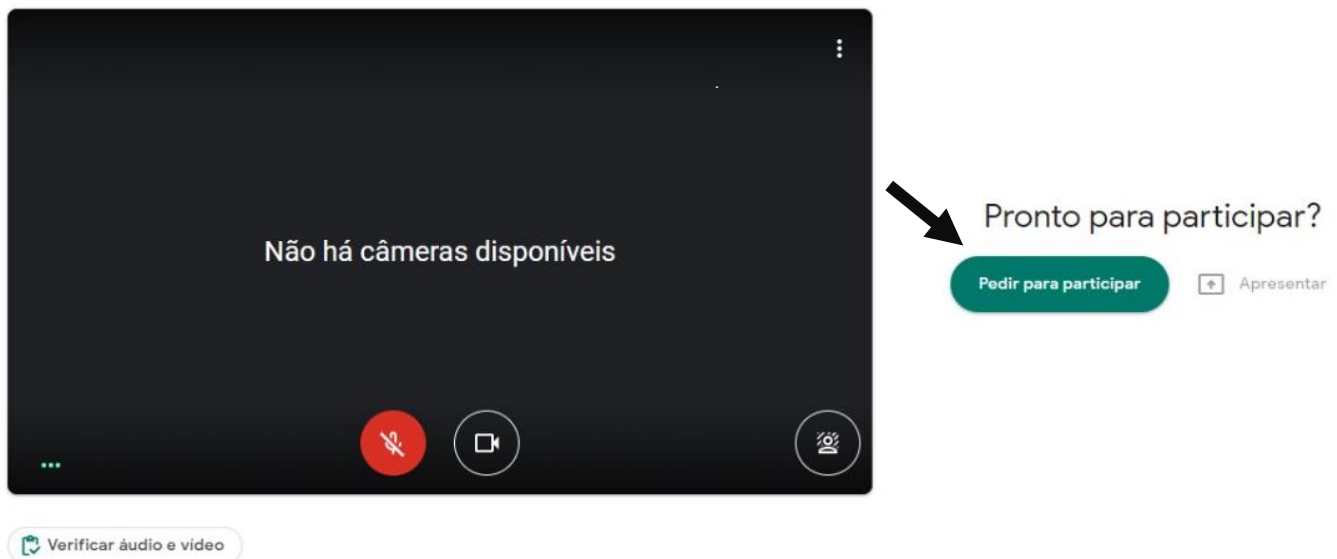 Não há câmeras disponíveis
Pronto para participar?
Pedir para participar
Apresentar
Verificar áudio e vídeo